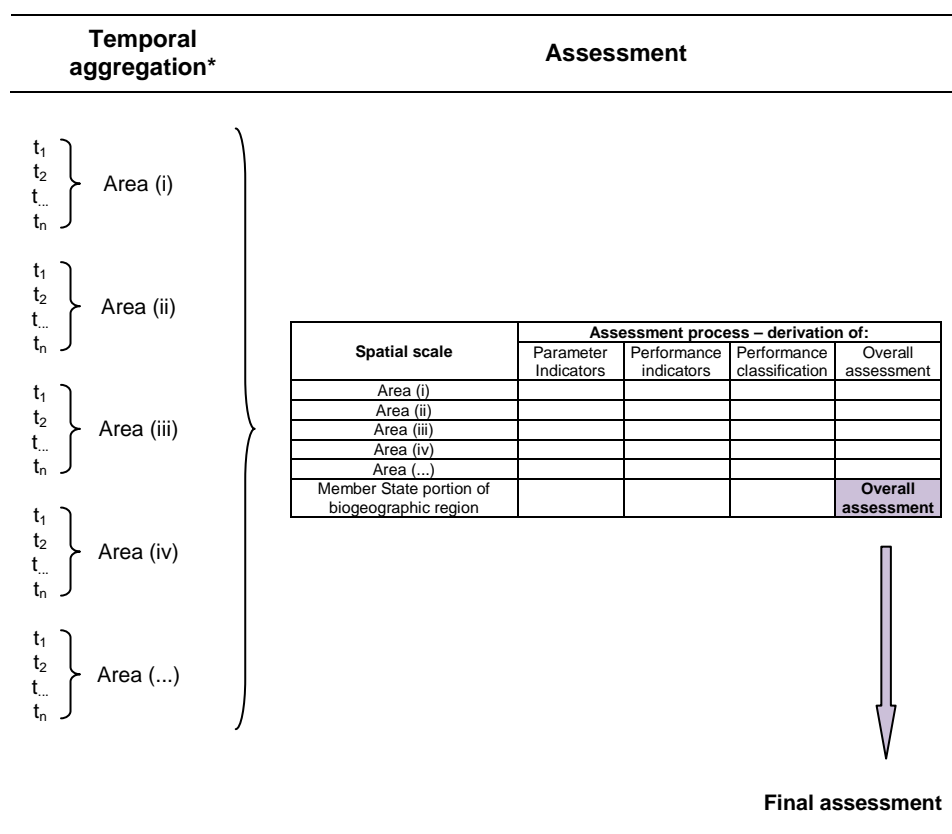 Temporal
aggregation*
Assessment
t1
t2
t...
tn
Area (i)
t1
t2
t...
tn
Area (ii)
t1
t2
t...
tn
Area (iii)
t1
t2
t...
tn
Area (iv)
t1
t2
t...
tn
Area (...)
Spatial scale
Assessment process – derivation of:
Parameter
Indicators
Performance
indicators
Performance
classification
Overall
assessment
Area (i)
Area (ii)
Area (iii)
Area (iv)
Area (...)
Member State portion of
biogeographic region
Overall
assessment
Final assessment